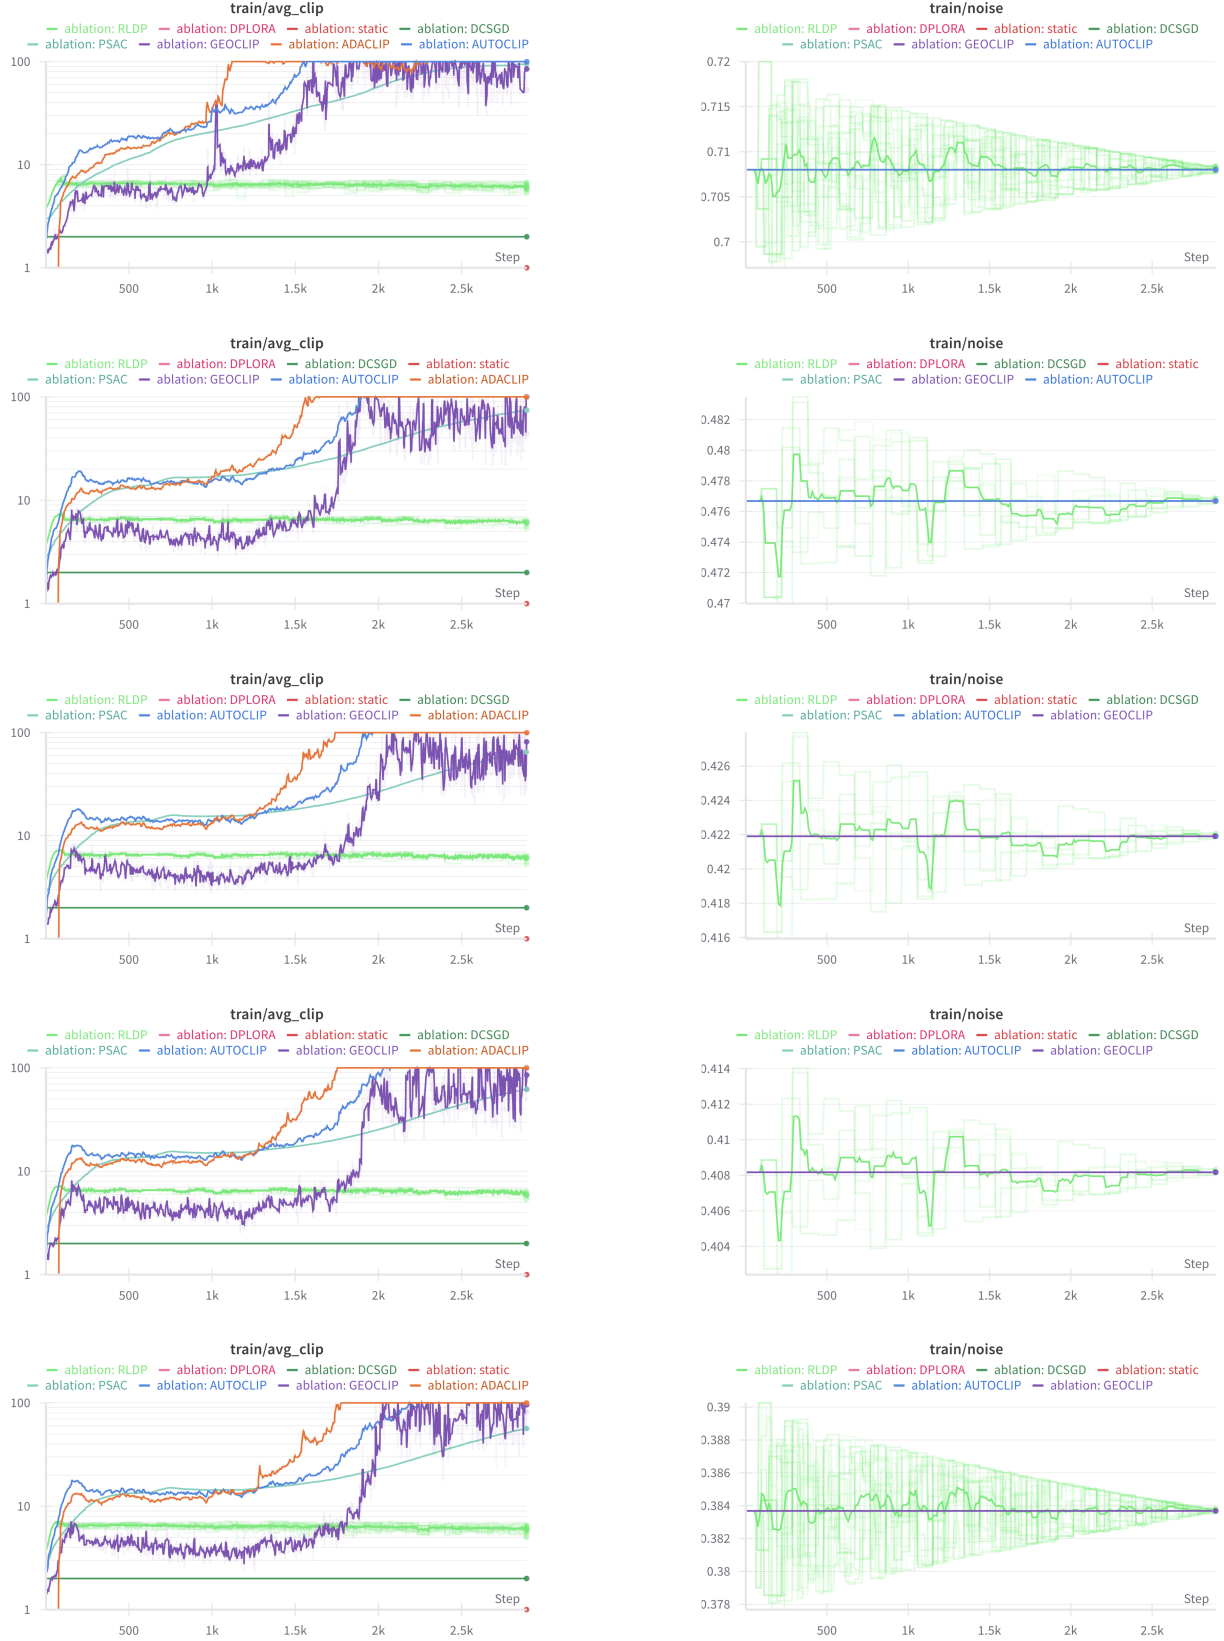 train/avg_clip
ablation: RLDP ablation: DPLORA ablation: static ablation: DCSGD
ablation: PSAC ablation: GEOCLIP ablation: ADACLIP ablation: AUTOCLIP
100
10
1
Step
500 1k 1.5k 2k 2.5k
train/noise
ablation: RLDP ablation: DPLORA ablation: static ablation: DCSGD
ablation: PSAC ablation: GEOCLIP ablation: AUTOCLIP
0.72
0.715
0.71
0.705
0.7
Step
500 1k 1.5k 2k 2.5k
train/avg_clip
ablation: RLDP ablation: DPLORA ablation: DCSGD ablation: static
ablation: PSAC ablation: GEOCLIP ablation: AUTOCLIP ablation: ADACLIP
100
10
1
Step
500 1k 1.5k 2k 2.5k
train/noise
ablation: RLDP ablation: DPLORA ablation: DCSGD ablation: static
ablation: PSAC ablation: GEOCLIP ablation: AUTOCLIP
0.482
0.48
0.478
0.476
0.474
0.472
0.47
Step
500 1k 1.5k 2k 2.5k
train/avg_clip
ablation: RLDP ablation: DPLORA ablation: static ablation: DCSGD
ablation: PSAC ablation: AUTOCLIP ablation: GEOCLIP ablation: ADACLIP
100
10
1
Step
500 1k 1.5k 2k 2.5k
train/noise
ablation: RLDP ablation: DPLORA ablation: static ablation: DCSGD
ablation: PSAC ablation: AUTOCLIP ablation: GEOCLIP
0.426
0.424
0.422
0.42
0.418
0.416
Step
500 1k 1.5k 2k 2.5k
train/avg_clip
ablation: RLDP ablation: DPLORA ablation: static ablation: DCSGD
ablation: PSAC ablation: AUTOCLIP ablation: GEOCLIP ablation: ADACLIP
100
10
1
Step
500 1k 1.5k 2k 2.5k
train/noise
ablation: RLDP ablation: DPLORA ablation: static ablation: DCSGD
ablation: PSAC ablation: AUTOCLIP ablation: GEOCLIP
0.414
0.412
0.41
0.408
0.406
0.404
Step
500 1k 1.5k 2k 2.5k
train/avg_clip
ablation: RLDP ablation: DPLORA ablation: DCSGD ablation: static
ablation: PSAC ablation: AUTOCLIP ablation: GEOCLIP ablation: ADACLIP
100
10
1
Step
500 1k 1.5k 2k 2.5k
train/noise
ablation: RLDP ablation: DPLORA ablation: DCSGD ablation: static
ablation: PSAC ablation: AUTOCLIP ablation: GEOCLIP
0.39
0.388
0.386
0.384
0.382
0.38
0.378
Step
500 1k 1.5k 2k 2.5k